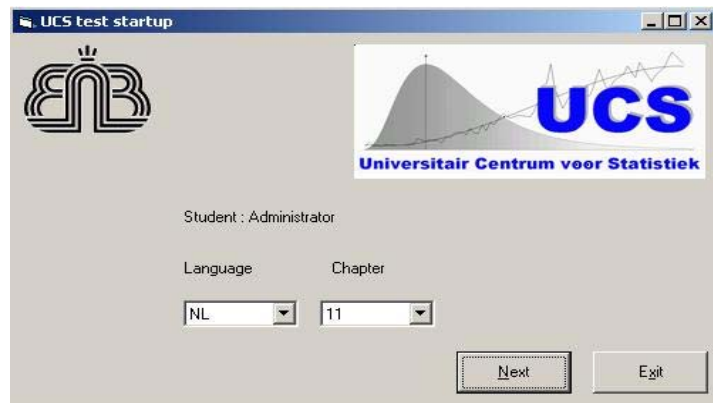 UCS test startup
UCS
Universitair Centrum voor Statistiek
Student : Administrator
Language Chapter
NL 11
Next Exit